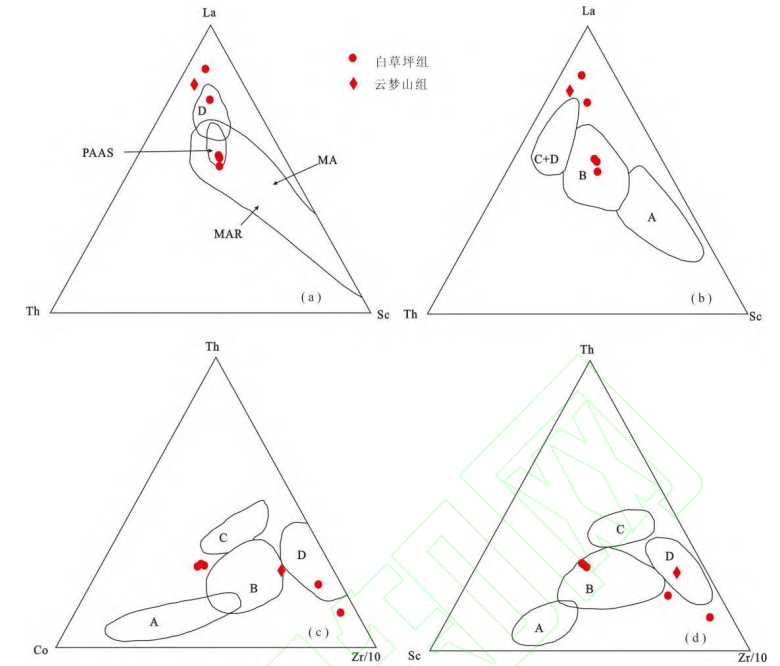 La
白草坪组
云梦山组
D
PAAS
MA
MAR
Th
Sc
(a)
La
C+D
B
A
Th
Sc
(b)
Th
C
D
B
A
Co
Zr/10
(c)
Th
C
D
B
A
Sc
Zr/10
(d)